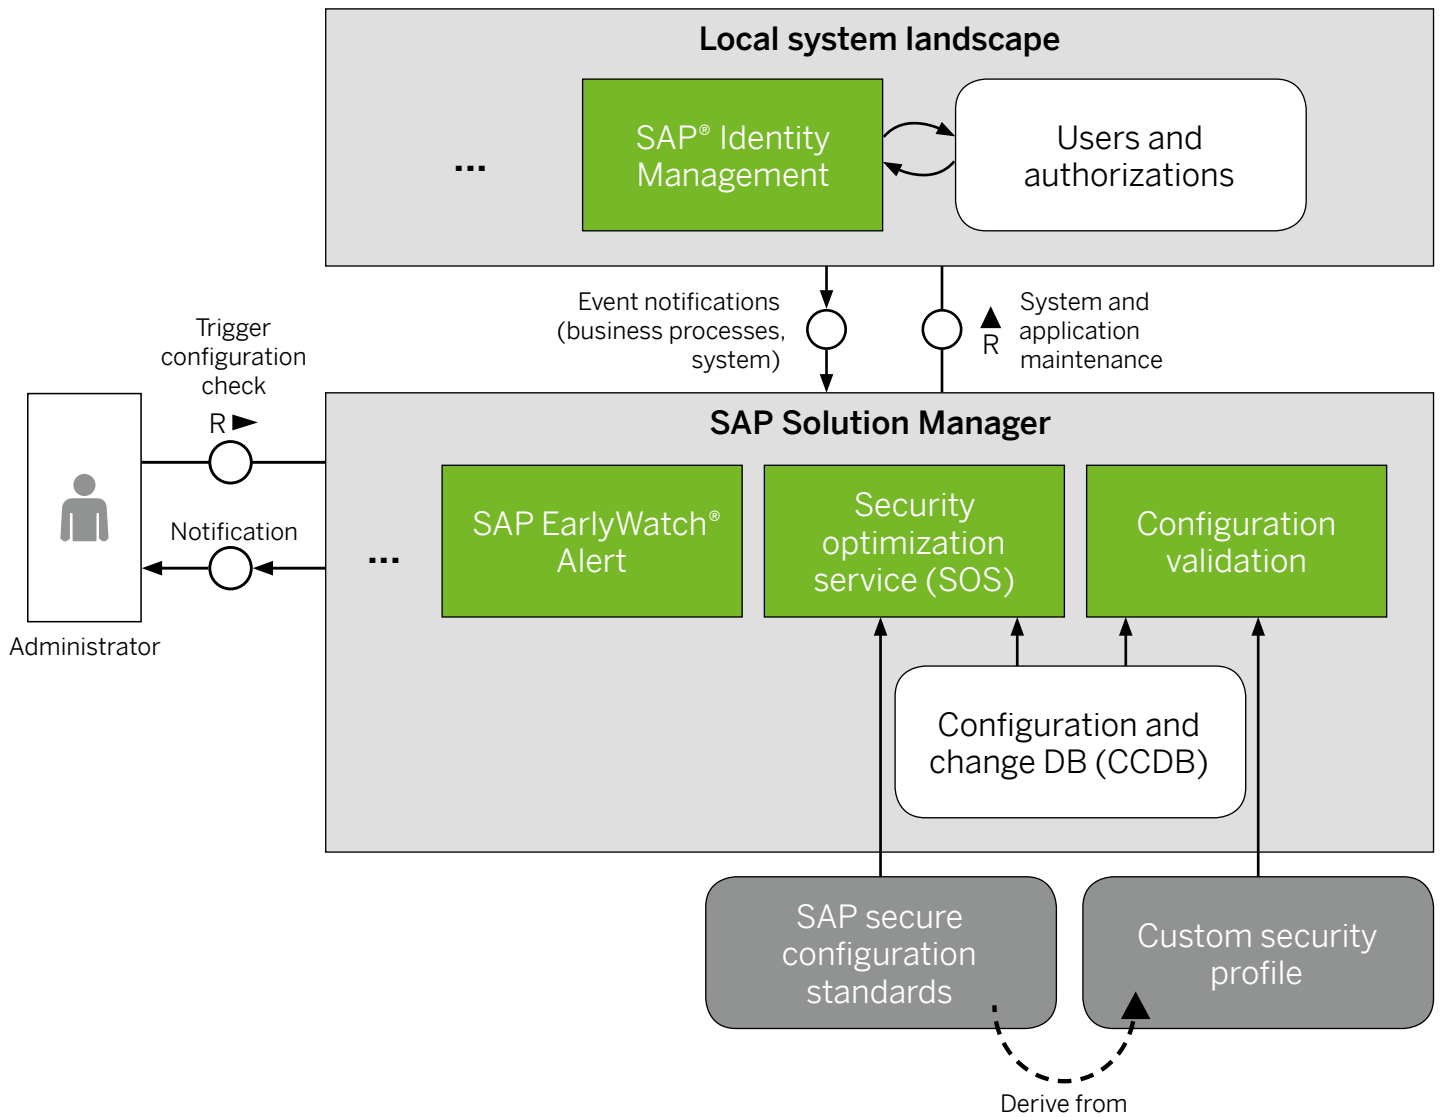 Local system landscape
...
SAP® Identity
Management
Users and
authorizations
Event notifications
(business processes,
system)
R
System and
application
maintenance
Trigger
configuration
check
R
Notification
Administrator
SAP Solution Manager
...
SAP EarlyWatch®
Alert
Security
optimization
service (SOS)
Configuration
validation
Configuration and
change DB (CCDB)
SAP secure
configuration
standards
Custom security
profile
Derive from